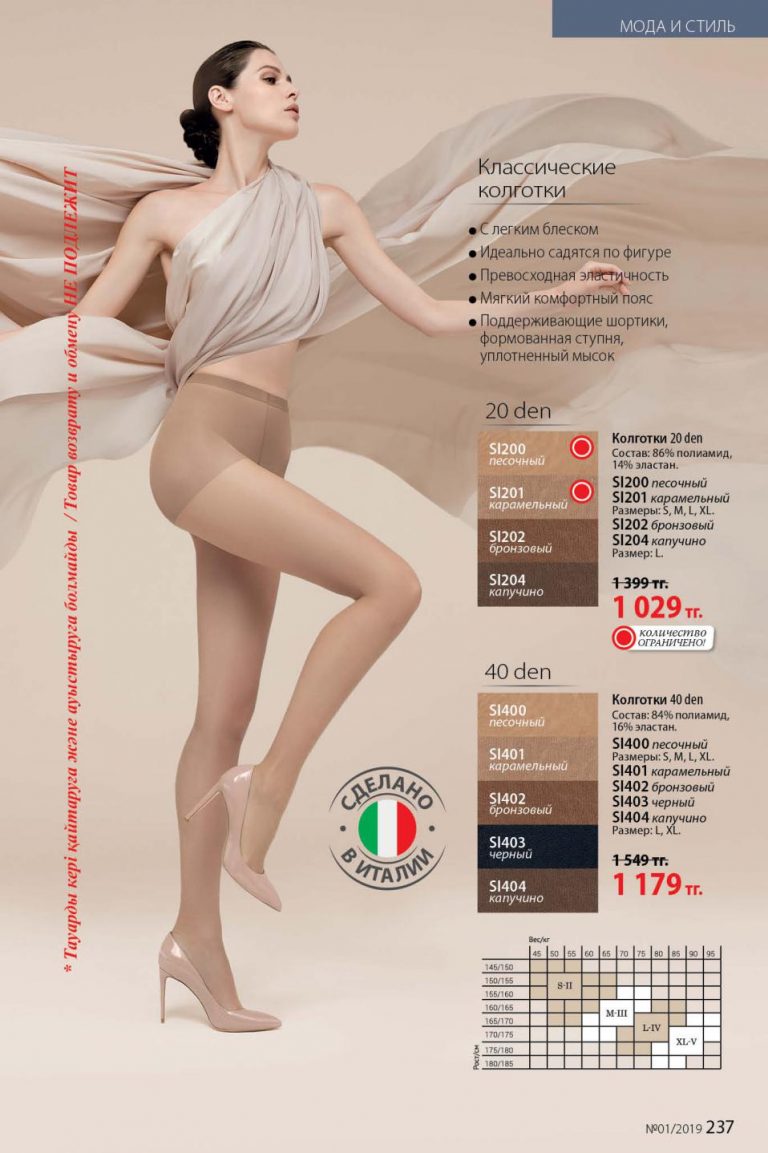 МОДА И СТИЛЬ
* Тауарды кері қайтаруға және ауыстыруға болмайды / Товар возврату и обмену НЕ ПОДЛЕЖИТ
Классические
колготки
• С легким блеском
• Идеально садятся по фигуре
• Превосходная эластичность
• Мягкий комфортный пояс
• Поддерживающие шортики,
формованная ступня,
уплотненный мысок
20 den
SI200
песочный
SI201
карамельный
SI202
бронзовый
SI204
капучино
Колготки 20 den
Состав: 86% полиамид,
14% эластан.
SI200 песочный
SI201 карамельный
Размеры: S, M, L, XL.
SI202 бронзовый
SI204 капучино
Размер: L.
1 399 тг.
1 029 тг.
КОЛИЧЕСТВО
ОГРАНИЧЕНО!
40 den
SI400
песочный
SI401
карамельный
SI402
бронзовый
SI403
черный
SI404
капучино
Колготки 40 den
Состав: 84% полиамид,
16% эластан.
SI400 песочный
Размеры: S, M, L, XL.
SI401 карамельный
SI402 бронзовый
SI403 черный
SI404 капучино
Размер: L, XL.
1 549 тг.
1 179 тг.
СДЕЛАНО
В ИТАЛИИ
Вес/кг
45 50 55 60 65 70 75 80 85 90 95
Рост/см
145/150
150/155
155/160
160/165
165/170
170/175
175/180
180/185
S-II
M-III
L-IV
XL-V
№01/2019 237